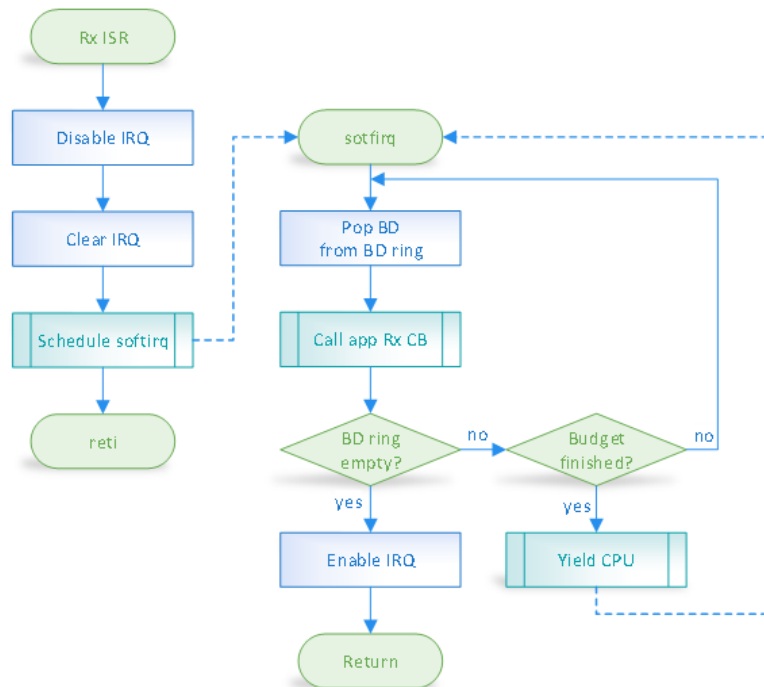 Rx ISR
Disable IRQ
Clear IRQ
Schedule softirq
reti
sotfirq
Pop BD
from BD ring
Call app Rx CB
BD ring
empty?
no
yes
Budget
finished?
no
yes
Enable IRQ
Yield CPU
Return